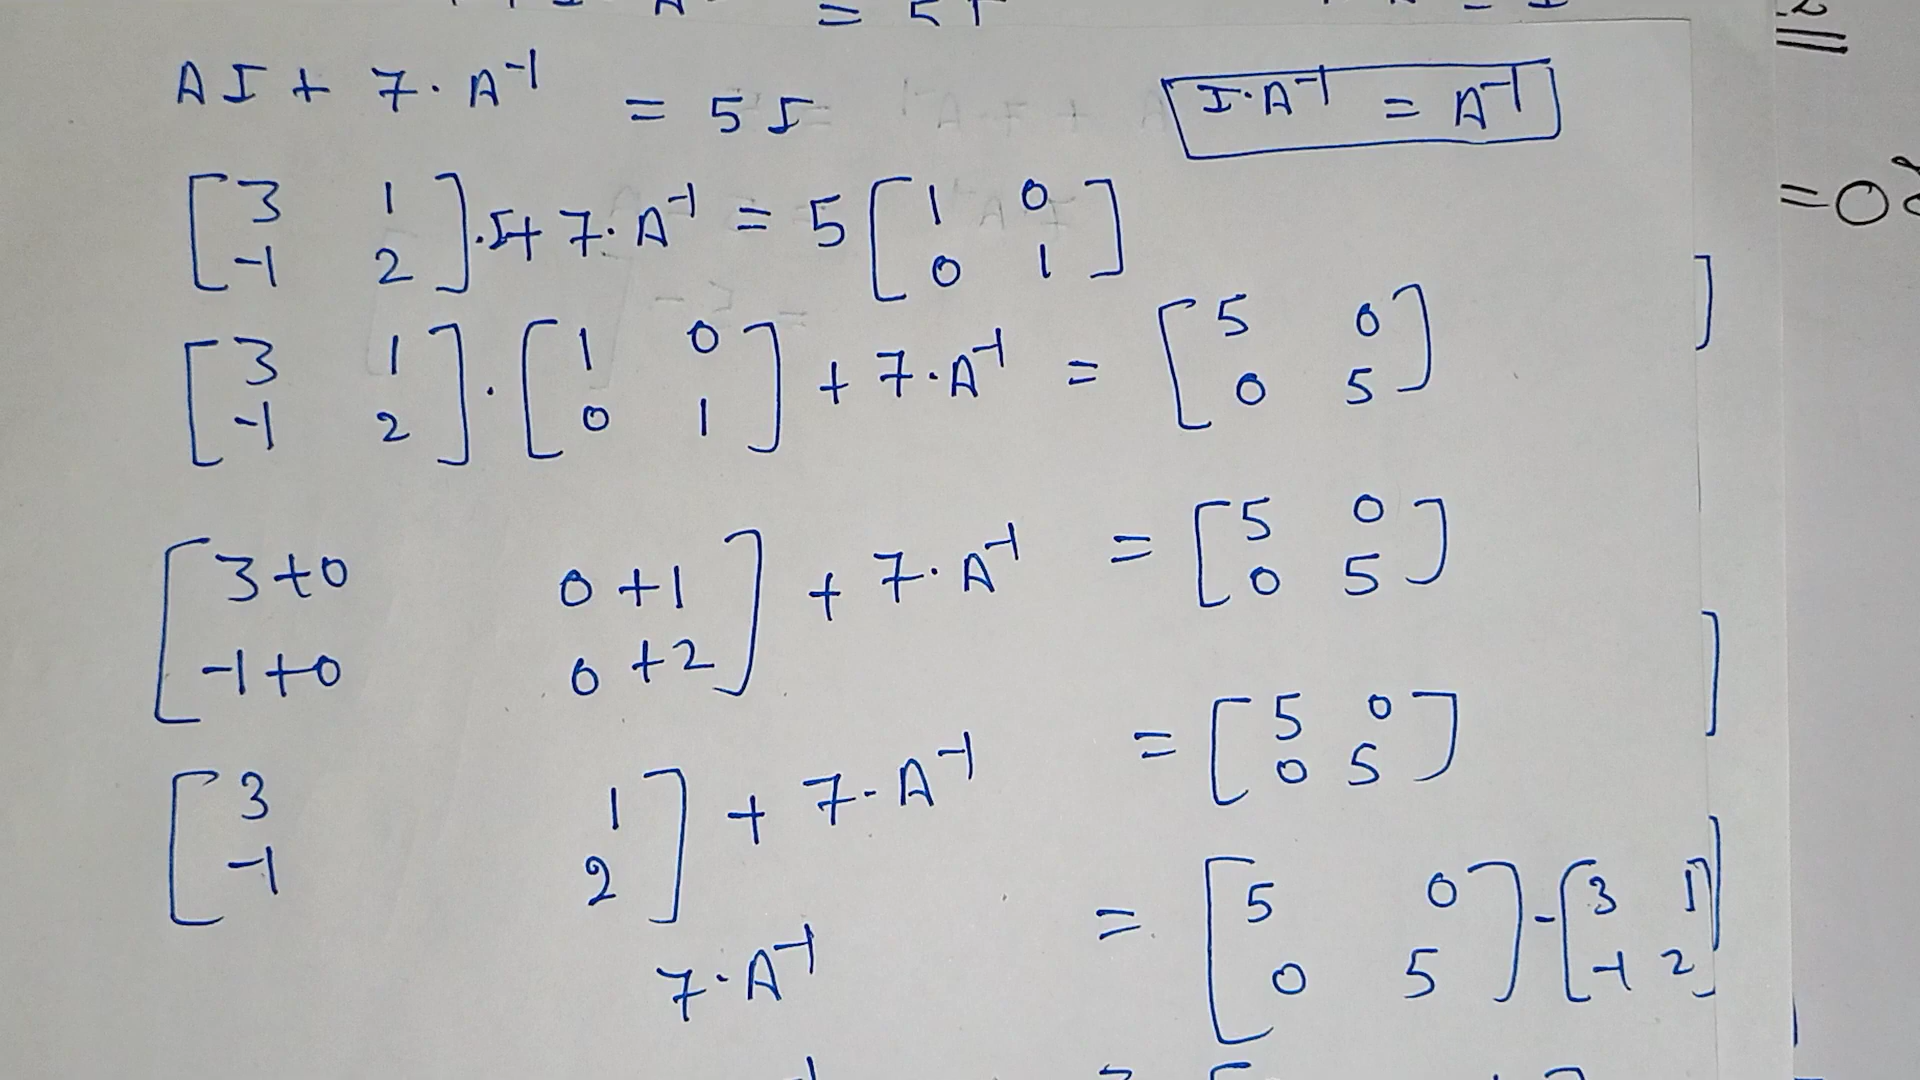 AI + 7·A⁻¹ = 5I
I·A⁻¹ = A⁻¹
[3 1
-1 2]·I + 7·A⁻¹ = 5[1 0
0 1]
[3 1
-1 2]·[1 0
0 1] + 7·A⁻¹ = [5 0
0 5]
[3+0 0+1
-1+0 0+2] + 7·A⁻¹ = [5 0
0 5]
[3 1
-1 2] + 7·A⁻¹ = [5 0
0 5]
7·A⁻¹ = [5 0
0 5] - [3 1
-1 2]